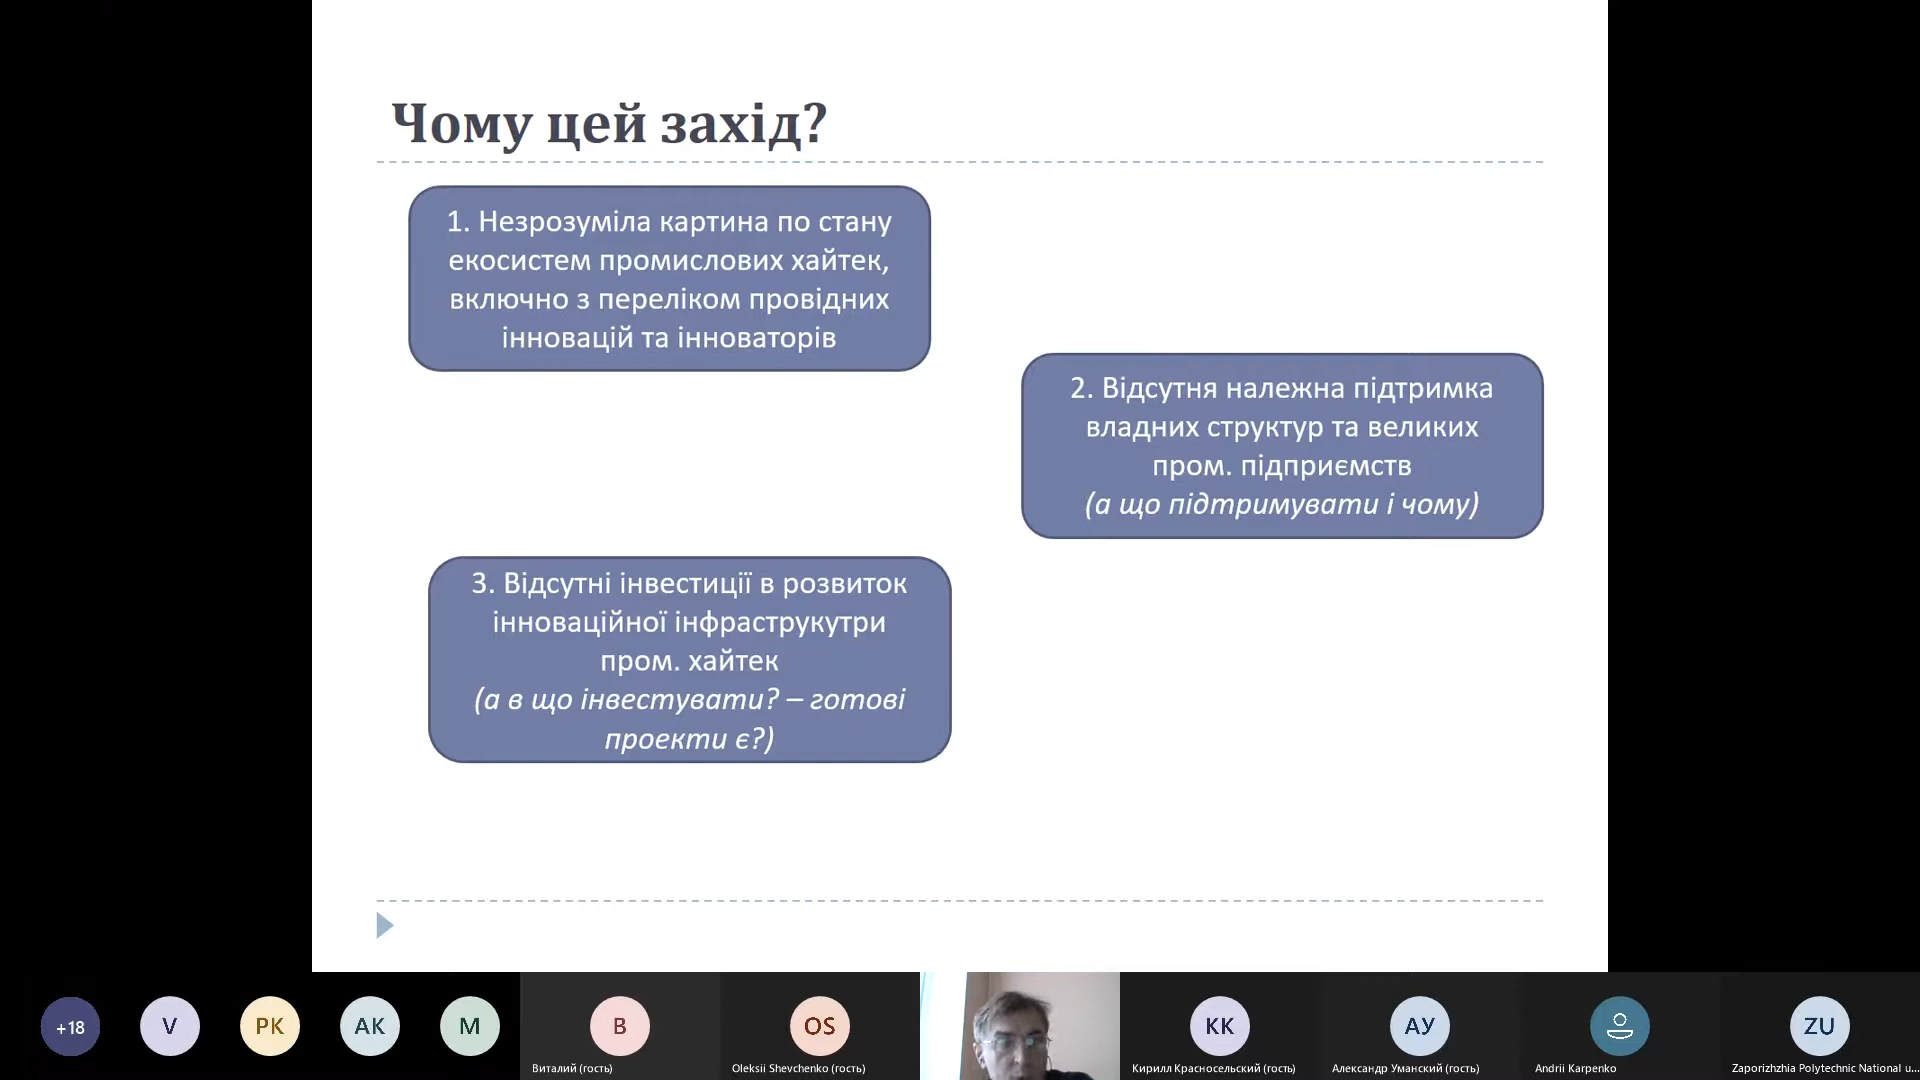 Чому цей захід?
1. Незрозуміла картина по стану
екосистем промислових хайтек,
включно з переліком провідних
інновацій та інноваторів
2. Відсутня належна підтримка
владних структур та великих
пром. підприємств
(а що підтримувати і чому)
3. Відсутні інвестиції в розвиток
інноваційної інфраструкутри
пром. хайтек
(а в що інвестувати? – готові
проекти є?)
+18
V
PK
AK
M
B
Виталий (гость)
OS
Oleksii Shevchenko (гость)
КК
Кирилл Красносельский (гость)
АУ
Александр Уманский (гость)
Andrii Karpenko
ZU
Zaporizhzhia Polytechnic National u...